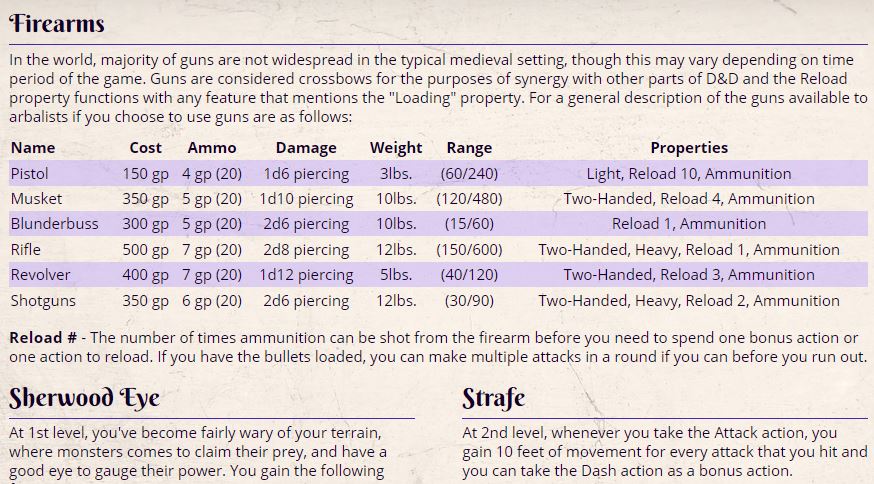 Firearms
In the world, majority of guns are not widespread in the typical medieval setting, though this may vary depending on time
period of the game. Guns are considered crossbows for the purposes of synergy with other parts of D&D and the Reload
property functions with any feature that mentions the "Loading" property. For a general description of the guns available to
arbalists if you choose to use guns are as follows:
Name Cost Ammo Damage Weight Range Properties
Pistol 150 gp 4 gp (20) 1d6 piercing 3lbs. (60/240) Light, Reload 10, Ammunition
Musket 350 gp 5 gp (20) 1d10 piercing 10lbs. (120/480) Two-Handed, Reload 4, Ammunition
Blunderbuss 300 gp 5 gp (20) 2d6 piercing 10lbs. (15/60) Reload 1, Ammunition
Rifle 500 gp 7 gp (20) 2d8 piercing 12lbs. (150/600) Two-Handed, Heavy, Reload 1, Ammunition
Revolver 400 gp 7 gp (20) 1d12 piercing 5lbs. (40/120) Two-Handed, Reload 3, Ammunition
Shotguns 350 gp 6 gp (20) 2d6 piercing 12lbs. (30/90) Two-Handed, Heavy, Reload 2, Ammunition
Reload # - The number of times ammunition can be shot from the firearm before you need to spend one bonus action or
one action to reload. If you have the bullets loaded, you can make multiple attacks in a round if you can before you run out.
Sherwood Eye
At 1st level, you've become fairly wary of your terrain,
where monsters comes to claim their prey, and have a
good eye to gauge their power. You gain the following
Strafe
At 2nd level, whenever you take the Attack action, you
gain 10 feet of movement for every attack that you hit and
you can take the Dash action as a bonus action.